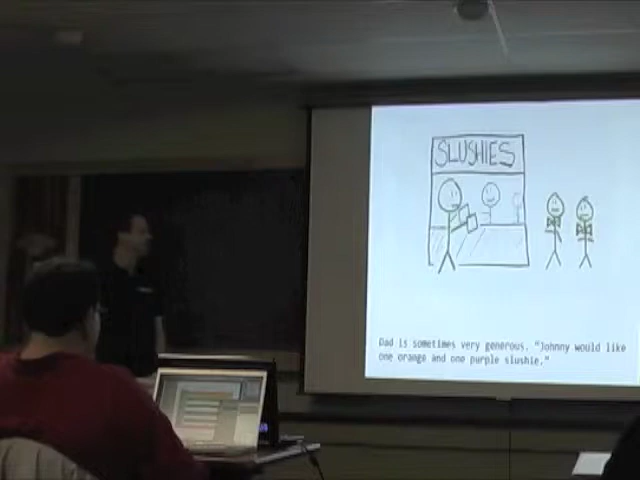 SLUSHIES
Dad is sometimes very generous. "Johnny would like
one orange and one purple slushie."